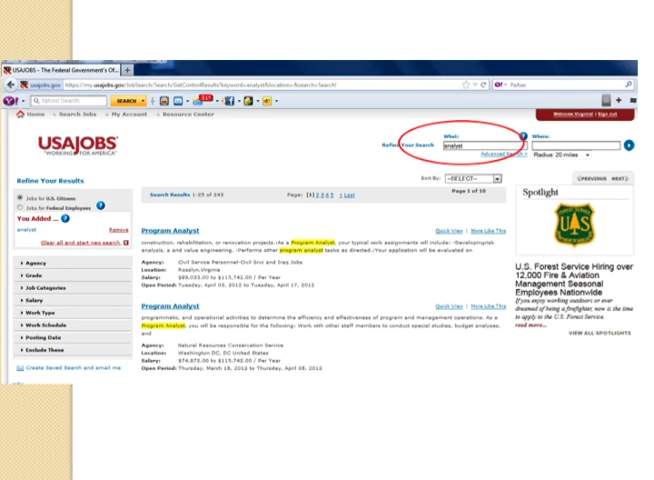 USAJOBS - The Federal Government's Of...
usajobs.gov
Yahoo
Yahoo! Search
SEARCH
Home
Search Jobs
My Account
Resource Center
Sign out
What:
Where:
Refine Your Search
analyst
Advanced Search >
Radius: 20 miles
USAJOBS
"WORKING FOR AMERICA"
Refine Your Results
Sort By: --SELECT--
PREVIOUS NEXT
Jobs for U.S. Citizens
Jobs for Federal Employees
Search Results 1-25 of 243
Page: [1] 2 3 4 5 > Last
Page 1 of 10
Spotlight
You Added ...
analyst
Remove
Clear all and start new search.
Program Analyst
Quick View | More Like This
construction, rehabilitation, or renovation projects.:As a Program Analyst, your typical work assignments will include: •Developingrisk
analysis, a and value engineering. •Performs other program analyst tasks as directed.:Your application will be evaluated on
Agency: Civil Service Personnel-Civil Srvc and Iraq Jobs
Location: Rosslyn,Virginia
Salary: $89,033.00 to $115,742.00 / Per Year
Open Period: Tuesday, April 03, 2012 to Tuesday, April 17, 2012
Agency
Grade
Job Categories
Salary
Work Type
Work Schedule
Posting Date
Exclude These
Create Saved Search and email me
Program Analyst
Quick View | More Like This
programmatic, and operational activities to determine the efficiency and effectiveness of program and management operations. As a
Program Analyst, you will be responsible for the following: Work with other staff members to conduct special studies, budget analyses,
and
Agency: Natural Resources Conservation Service
Location: Washington DC, DC United States
Salary: $74,872.00 to $115,742.00 / Per Year
Open Period: Thursday, March 15, 2012 to Thursday, April 05, 2012
U.S. Forest Service Hiring over
12,000 Fire & Aviation
Management Seasonal
Employees Nationwide
If you enjoy working outdoors or ever
dreamed of being a firefighter, now is the time
to apply to the U.S. Forest Service.
read more...
VIEW ALL SPOTLIGHTS